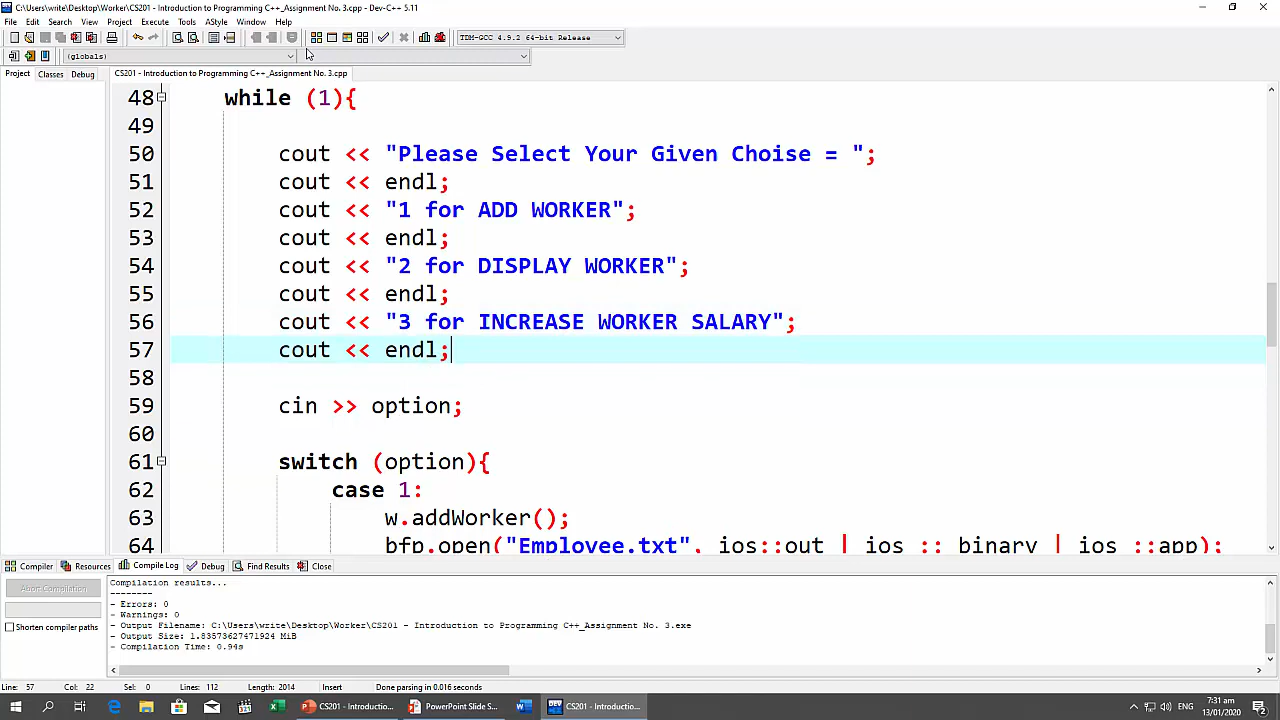 C:\Users\write\Desktop\Worker\CS201 - Introduction to Programming C++_Assignment No. 3.cpp - Dev-C++ 5.11
File Edit Search View Project Execute Tools AStyle Window Help
TDM-GCC 4.9.2 64-bit Release
(globals)
Project Classes Debug CS201 - Introduction to Programming C++_Assignment No. 3.cpp
48 while (1){
49
50 cout << "Please Select Your Given Choise = ";
51 cout << endl;
52 cout << "1 for ADD WORKER";
53 cout << endl;
54 cout << "2 for DISPLAY WORKER";
55 cout << endl;
56 cout << "3 for INCREASE WORKER SALARY";
57 cout << endl;
58
59 cin >> option;
60
61 switch (option){
62 case 1:
63 w.addWorker();
64 bfp.open("Employee.txt", ios::out | ios :: binary | ios ::app);
Compiler Resources Compile Log Debug Find Results Close
Abort Compilation
Shorten compiler paths
Compilation results...
--------
- Errors: 0
- Warnings: 0
- Output Filename: C:\Users\write\Desktop\Worker\CS201 - Introduction to Programming C++_Assignment No. 3.exe
- Output Size: 1.83573627471924 MiB
- Compilation Time: 0.94s
Line: 57 Col: 22 Sel: 0 Lines: 112 Length: 2014 Insert Done parsing in 0.016 seconds
CS201 - Introductio... PowerPoint Slide S... CS201 - Introductio...
ENG
7:31 am
13/01/2020
2